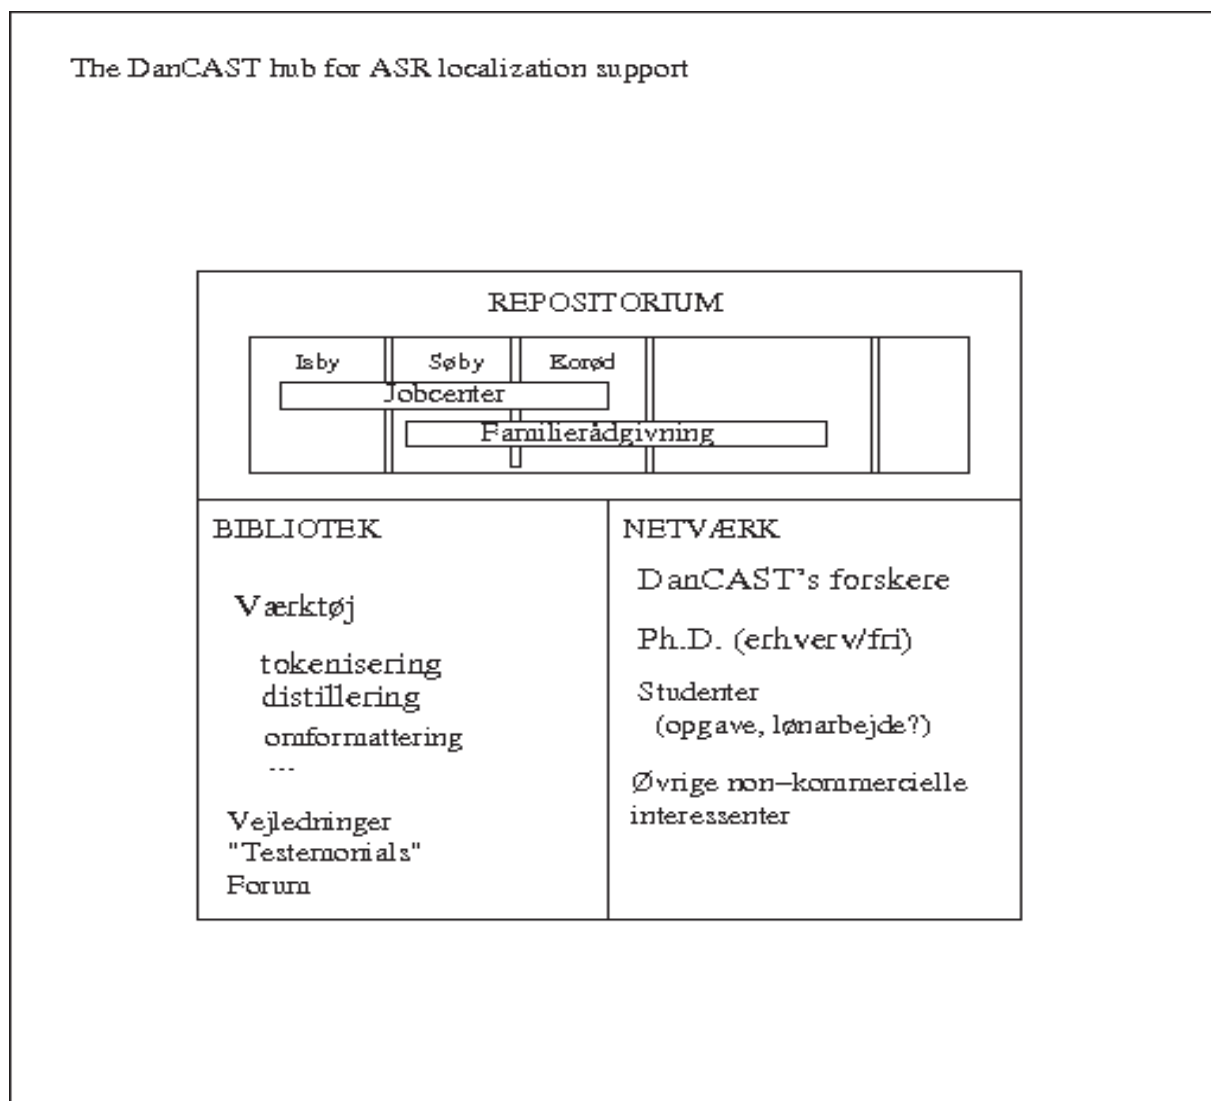 The DanCAST hub for ASR localization support
REPOSITORIUM
Isby Søby Korød
Jobcenter
Familierådgivning
BIBLIOTEK
Værktøj
tokenisering
distillering
omformattering
---
Vejledninger
"Testemonials"
Forum
NETVÆRK
DanCAST's forskere
Ph.D. (erhverv/fri)
Studenter
(opgave, lønarbejde?)
Øvrige non-kommercielle
interessenter